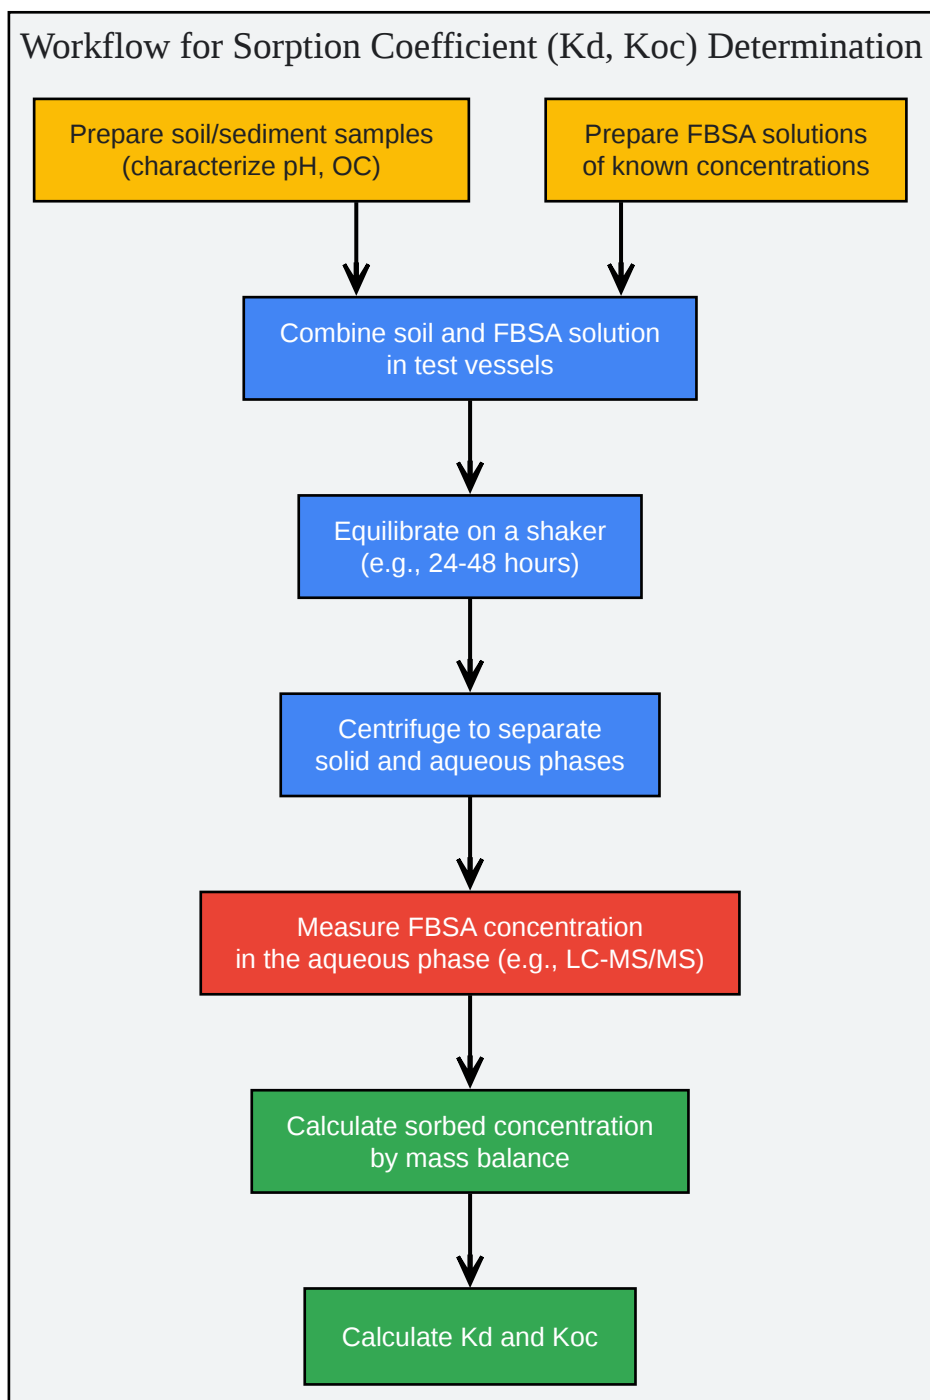 Workflow for Sorption Coefficient (Kd, Koc) Determination
Prepare soil/sediment samples
(characterize pH, OC)
Prepare FBSA solutions
of known concentrations
Combine soil and FBSA solution
in test vessels
Equilibrate on a shaker
(e.g., 24-48 hours)
Centrifuge to separate
solid and aqueous phases
Measure FBSA concentration
in the aqueous phase (e.g., LC-MS/MS)
Calculate sorbed concentration
by mass balance
Calculate Kd and Koc